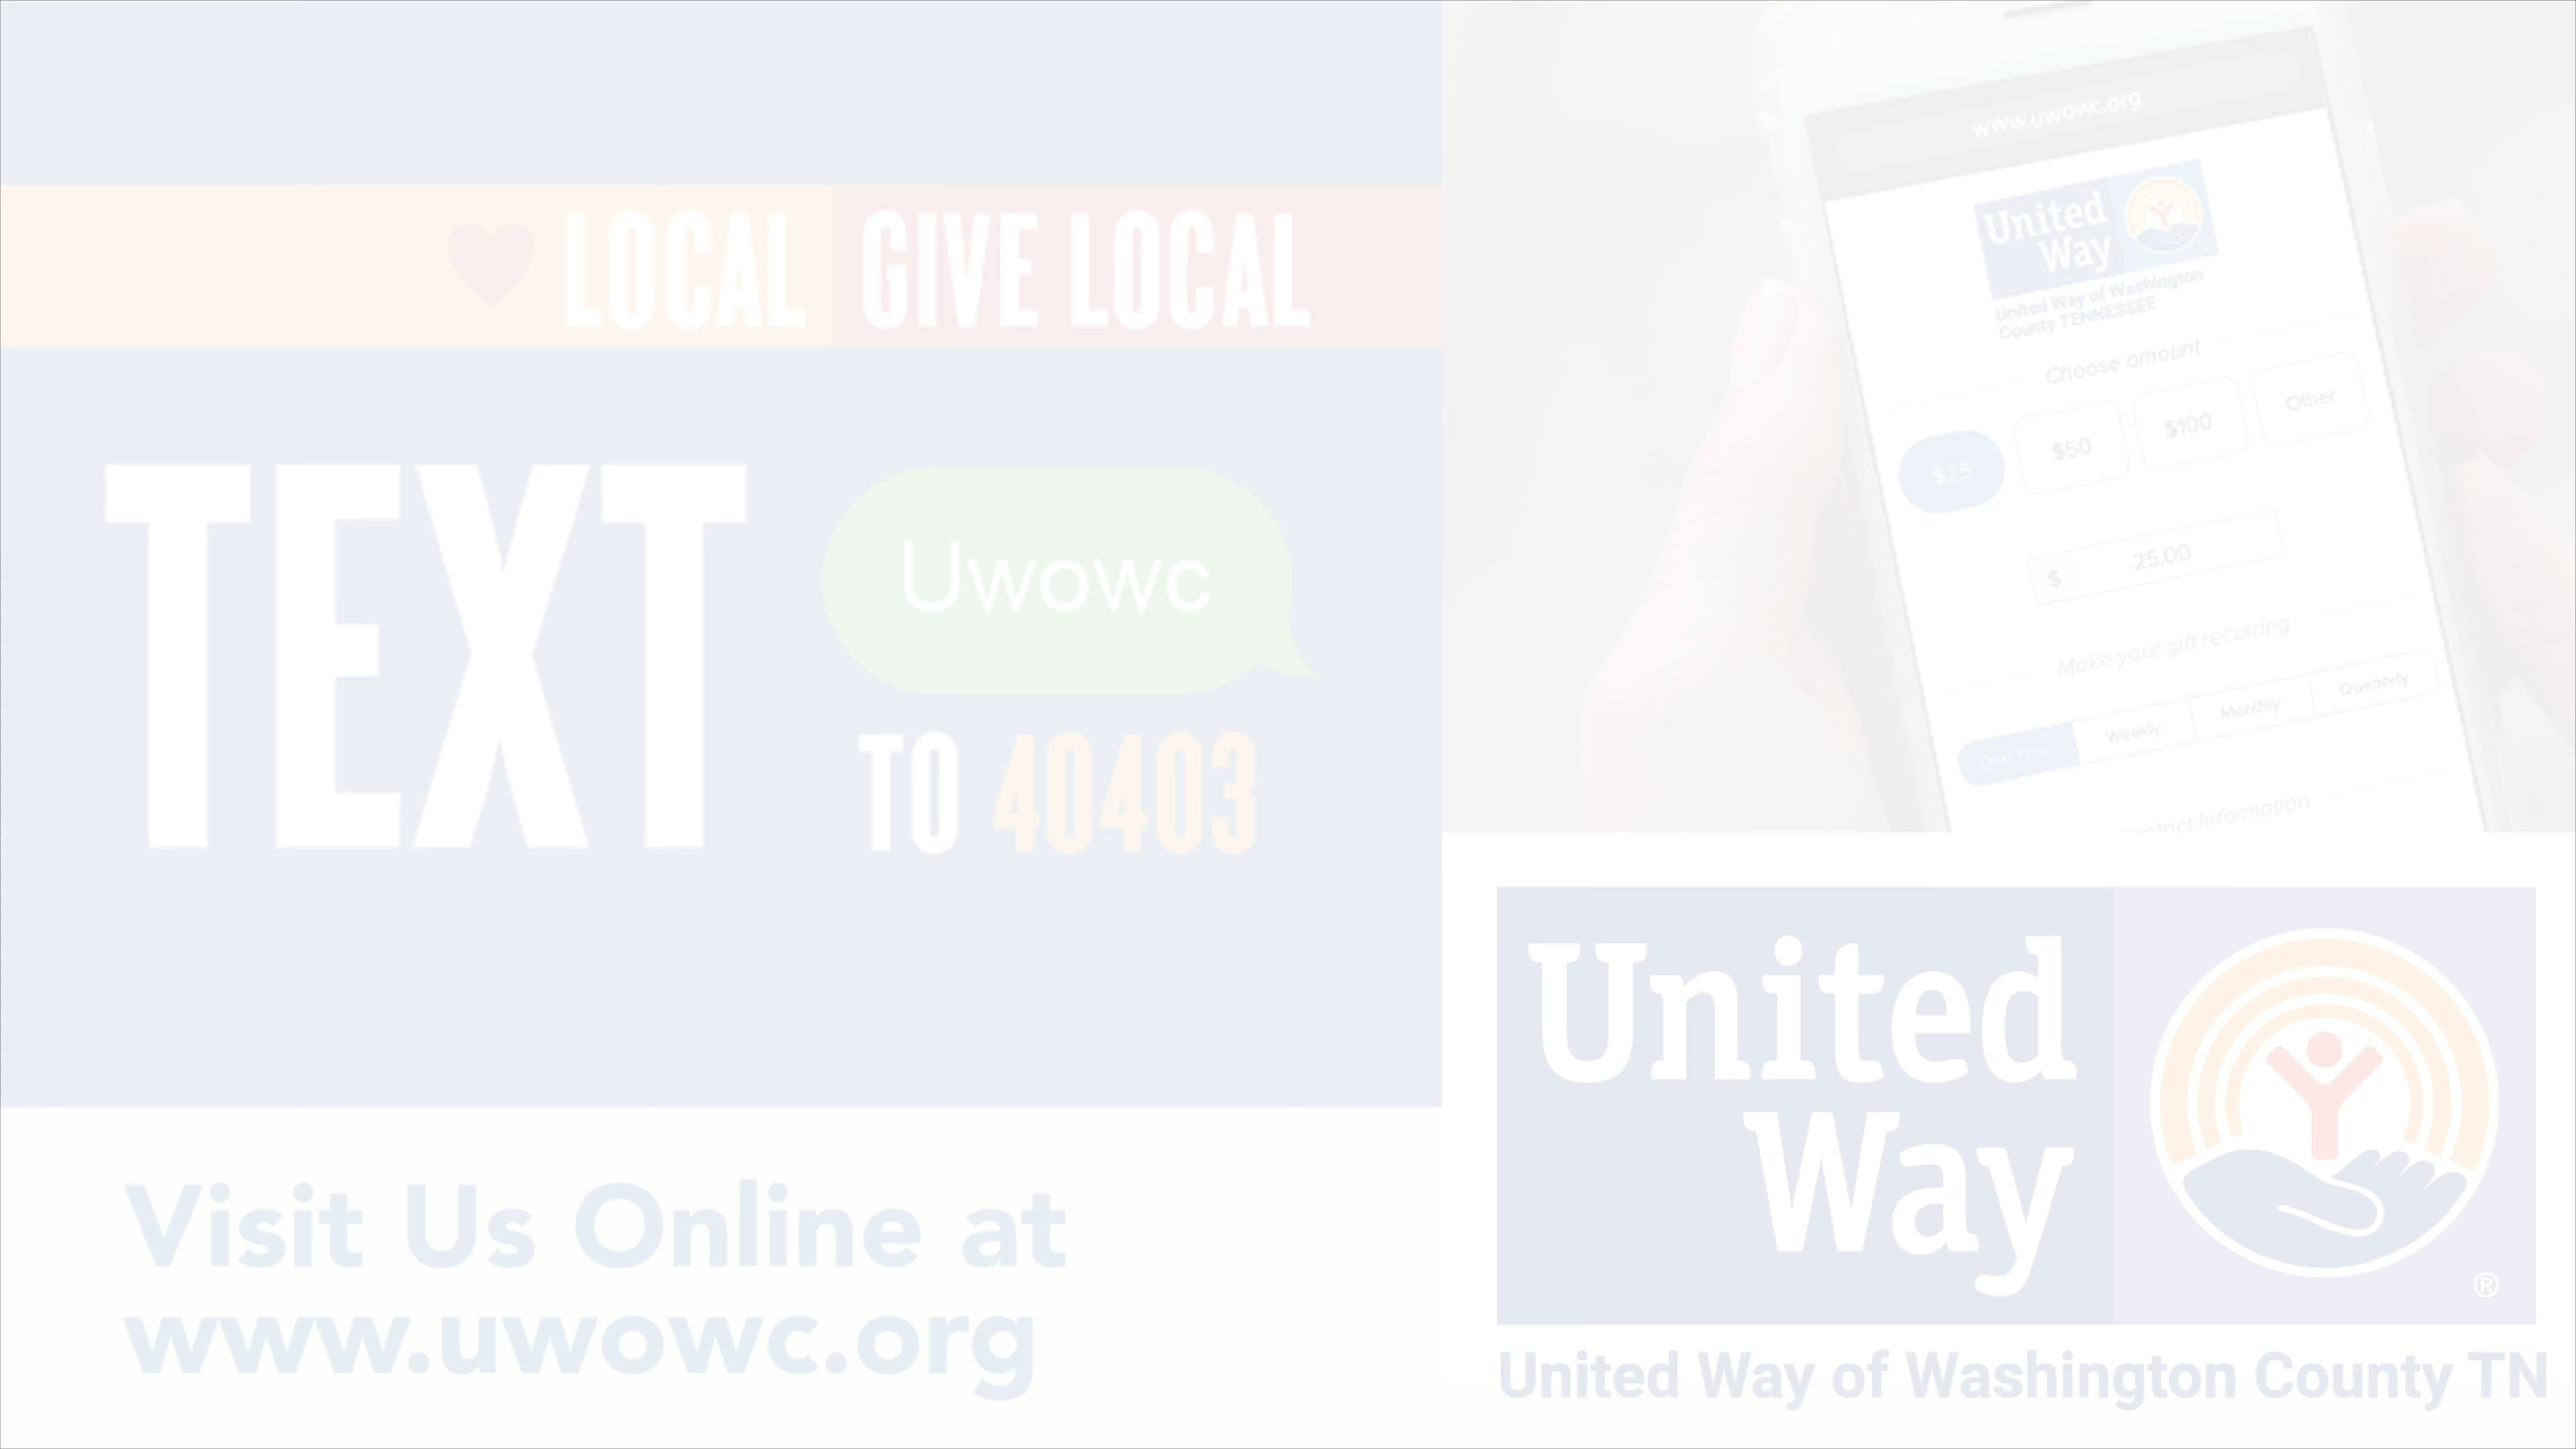 LOCAL GIVE LOCAL
TEXT
Uwowc
TO 40403
Visit Us Online at
www.uwowc.org
www.uwowc.org
United
Way
United Way of Washington
County TENNESSEE
Choose amount
$25 $50 $100 Other
$ 25.00
Make your gift recurring
One Time Weekly Monthly Quarterly
Contact Information
United
Way
®
United Way of Washington County TN